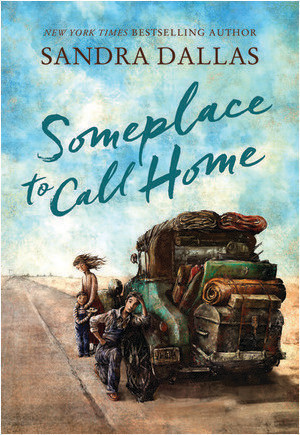 NEW YORK TIMES BESTSELLING AUTHOR
SANDRA DALLAS
Someplace
to Call Home